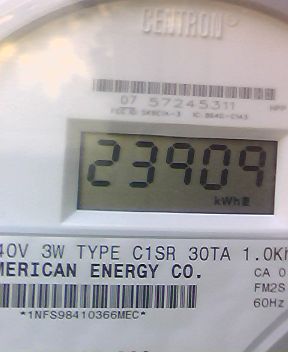 CENTRON
07 57245311
23909
kWh
40V 3W TYPE C1SR 30TA 1.0Kh
MERICAN ENERGY CO.
CA 0
FM2S
60Hz
*1NFS98410366MEC*